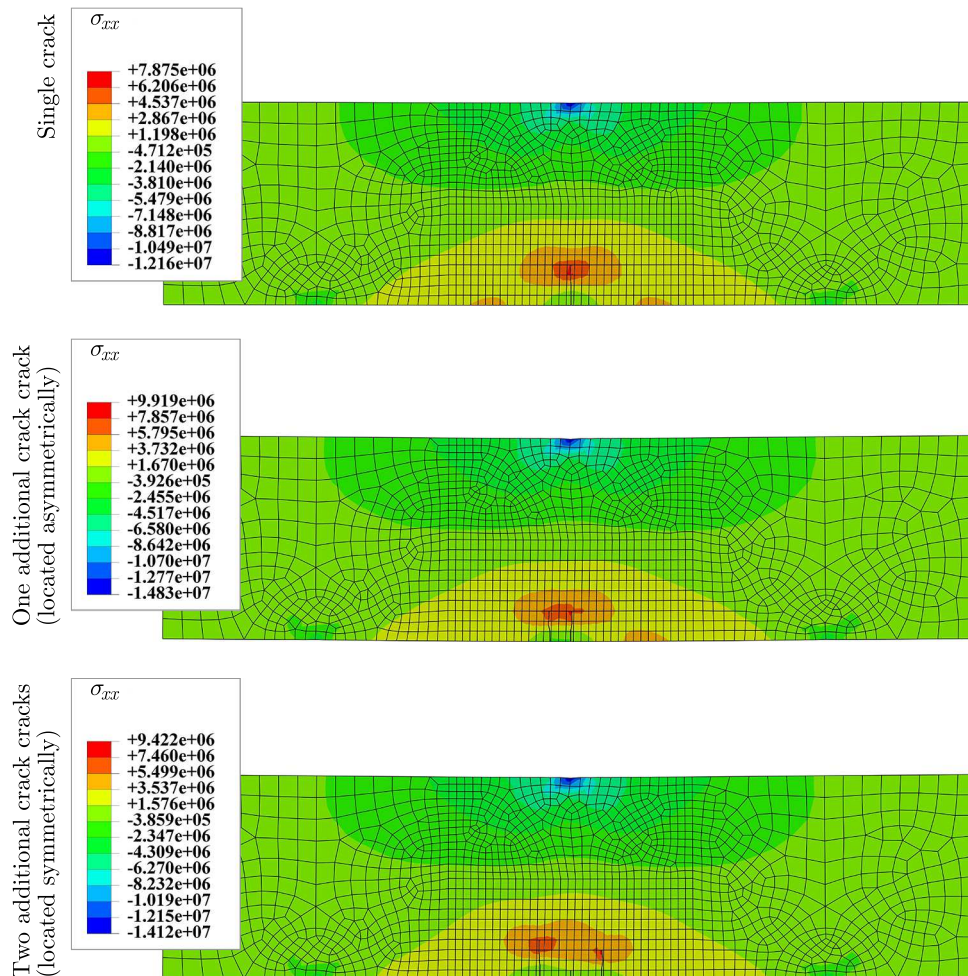 Single crack
σxx
+7.875e+06
+6.206e+06
+4.537e+06
+2.867e+06
+1.198e+06
-4.712e+05
-2.140e+06
-3.810e+06
-5.479e+06
-7.148e+06
-8.817e+06
-1.049e+07
-1.216e+07
One additional crack crack
(located asymmetrically)
σxx
+9.919e+06
+7.857e+06
+5.795e+06
+3.732e+06
+1.670e+06
-3.926e+05
-2.455e+06
-4.517e+06
-6.580e+06
-8.642e+06
-1.070e+07
-1.277e+07
-1.483e+07
Two additional crack cracks
(located symmetrically)
σxx
+9.422e+06
+7.460e+06
+5.499e+06
+3.537e+06
+1.576e+06
-3.859e+05
-2.347e+06
-4.309e+06
-6.270e+06
-8.232e+06
-1.019e+07
-1.215e+07
-1.412e+07